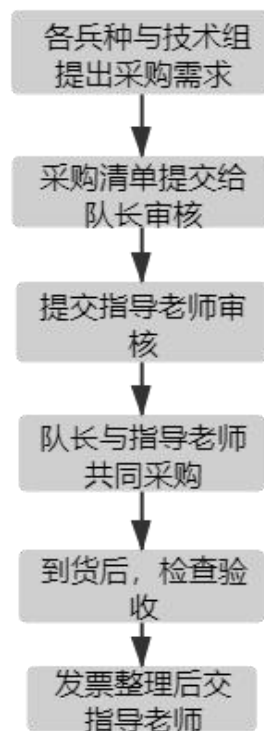 各兵种与技术组
提出采购需求
采购清单提交给
队长审核
提交指导老师审
核
队长与指导老师
共同采购
到货后，检查验
收
发票整理后交
指导老师